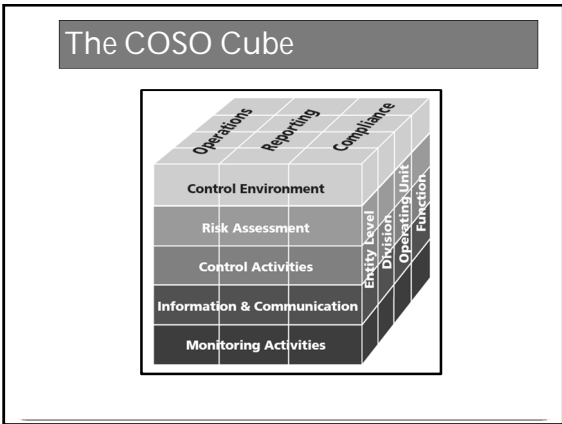 The COSO Cube
Operations
Reporting
Compliance
Control Environment
Risk Assessment
Control Activities
Information & Communication
Monitoring Activities
Entity Level
Division
Operating Unit
Function